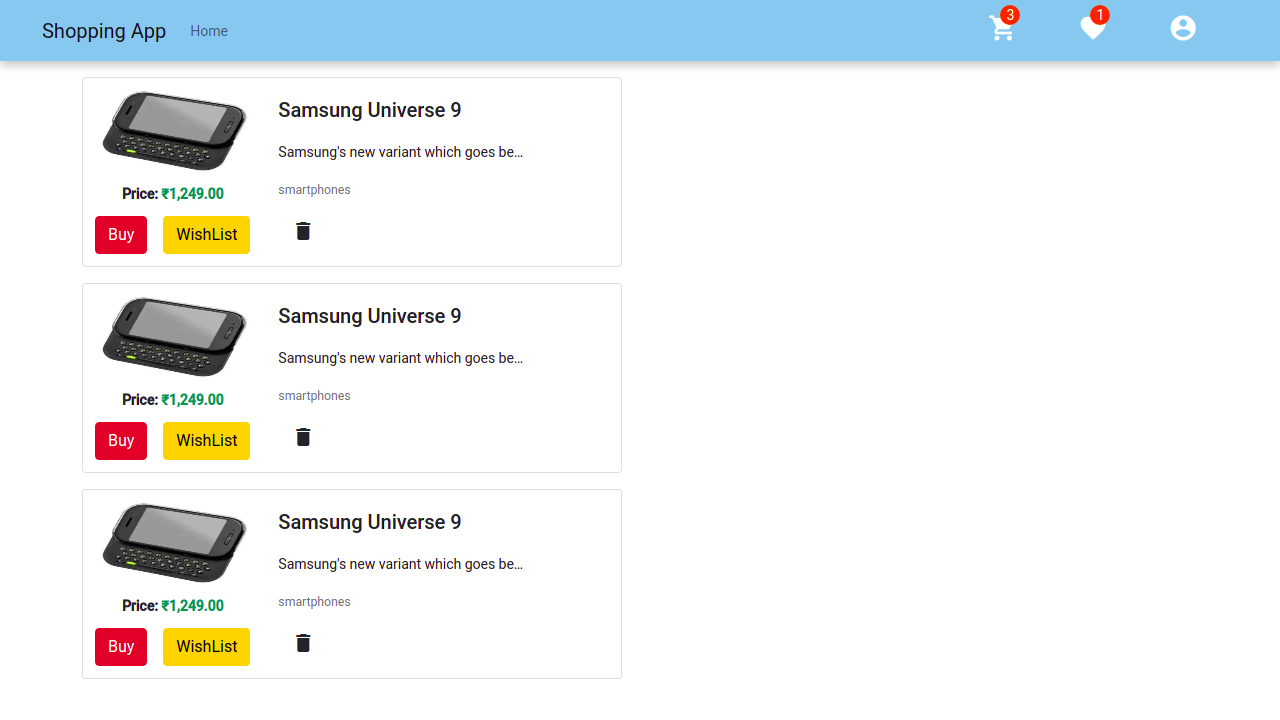 Shopping App Home 3 1
Samsung Universe 9
Samsung's new variant which goes be...
Price: ₹1,249.00
smartphones
Buy WishList
Samsung Universe 9
Samsung's new variant which goes be...
Price: ₹1,249.00
smartphones
Buy WishList
Samsung Universe 9
Samsung's new variant which goes be...
Price: ₹1,249.00
smartphones
Buy WishList